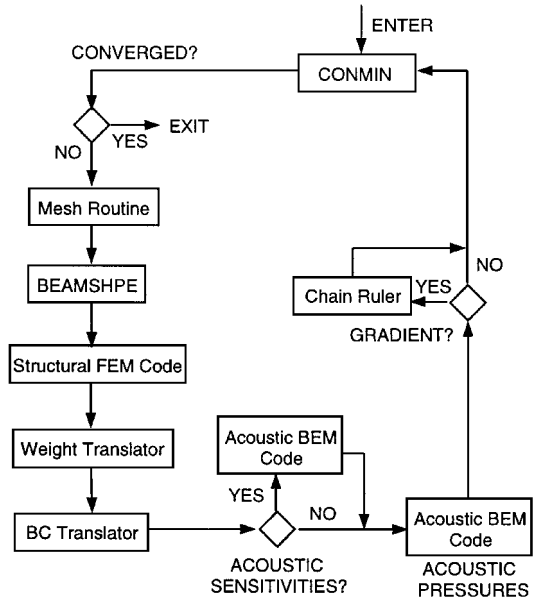 ENTER
CONVERGED?
CONMIN
YES
EXIT
NO
Mesh Routine
BEAMSHPE
Structural FEM Code
Weight Translator
BC Translator
Acoustic BEM
Code
YES
NO
ACOUSTIC
SENSITIVITIES?
Acoustic BEM
Code
ACOUSTIC
PRESSURES
GRADIENT?
YES
NO
Chain Ruler